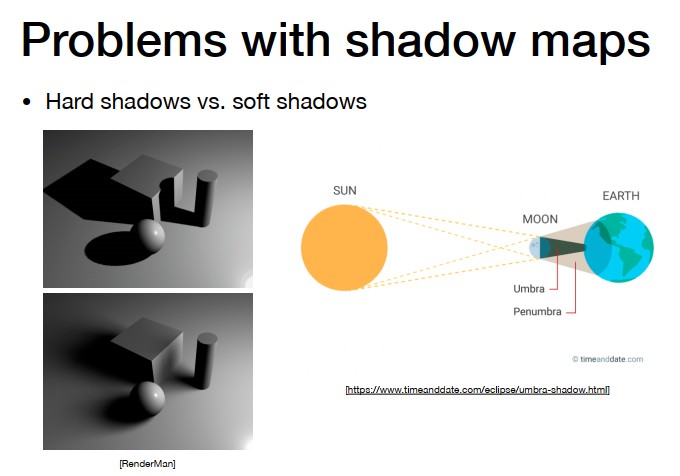 Problems with shadow maps
• Hard shadows vs. soft shadows
SUN
EARTH
MOON
Umbra
Penumbra
© timeanddate.com
[https://www.timeanddate.com/eclipse/umbra-shadow.html]
[RenderMan]